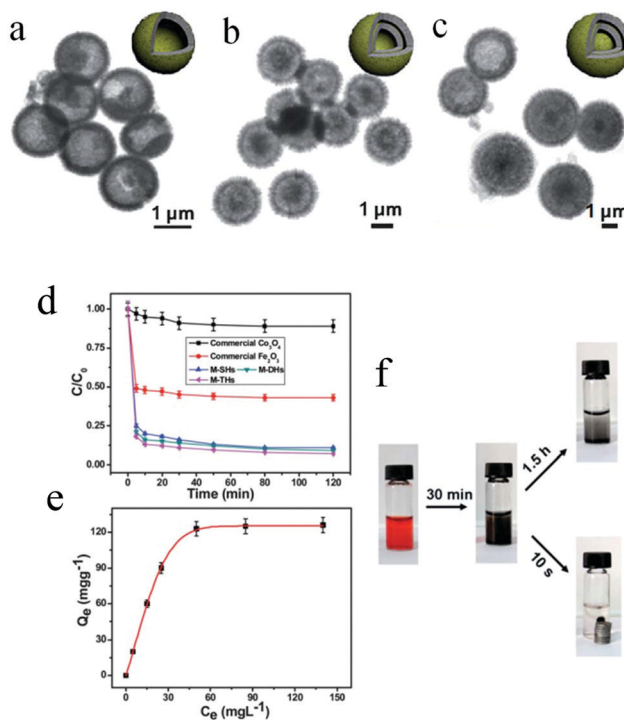 a
b
c
1 μm
1 μm
1 μm
d
C/C0
1.00
0.75
0.50
0.25
0.00
Commercial Co3O4
Commercial Fe2O3
M-SHs M-DHs
M-THs
0 20 40 60 80 100 120
Time (min)
e
Qe (mgg-1)
120
90
60
30
0
0 30 60 90 120 150
Ce (mgL-1)
f
30 min
1.5 h
10 s